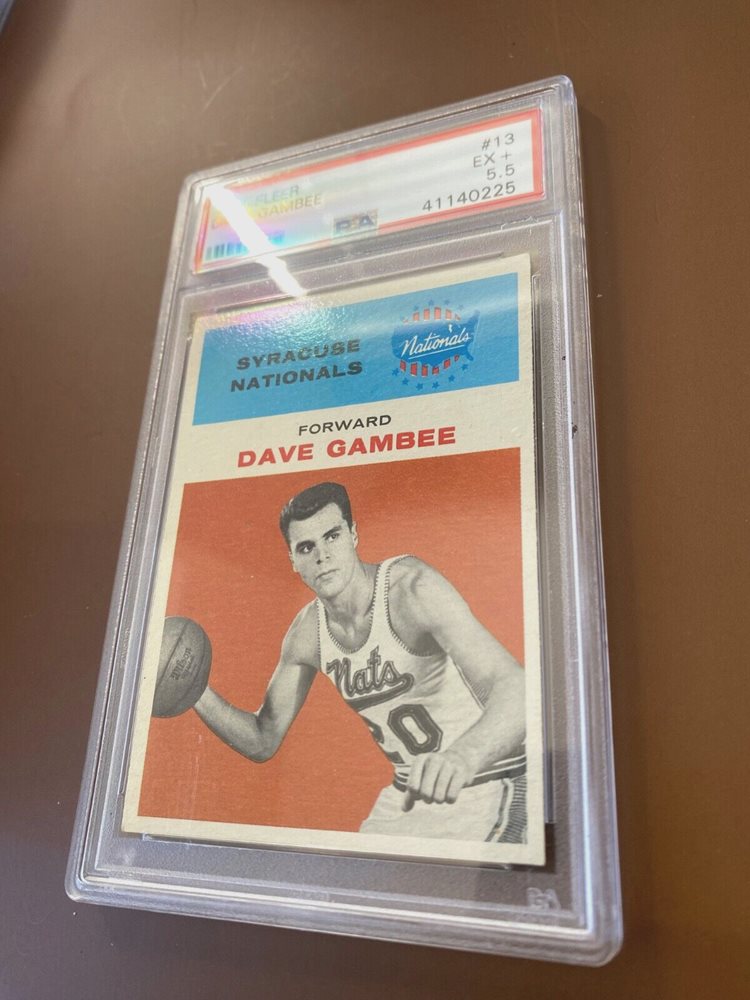 #13
FLEER
EX +
GAMBEE
5.5
PSA
41140225
SYRACUSE
NATIONALS
Nationals
FORWARD
DAVE GAMBEE
Nats
20